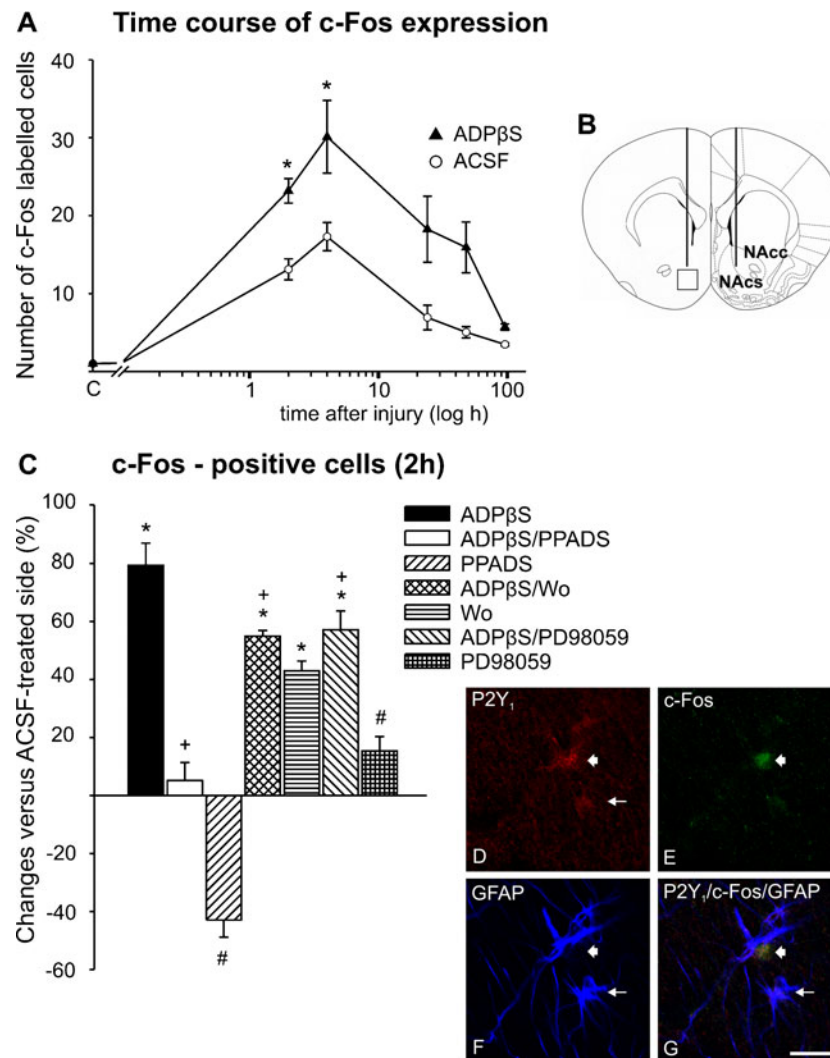 A Time course of c-Fos expression
Number of c-Fos labelled cells
40
30
20
10
* *
ADPβS
ACSF
C 1 10 100
time after injury (log h)
B
NAcc
NAcs
C c-Fos - positive cells (2h)
Changes versus ACSF-treated side (%)
100
80
60
40
20
-20
-40
-60
*
+
#
+
*
*
+
*
#
ADPβS
ADPβS/PPADS
PPADS
ADPβS/Wo
Wo
ADPβS/PD98059
PD98059
P2Y₁
D
c-Fos
E
GFAP
F
P2Y₁/c-Fos/GFAP
G